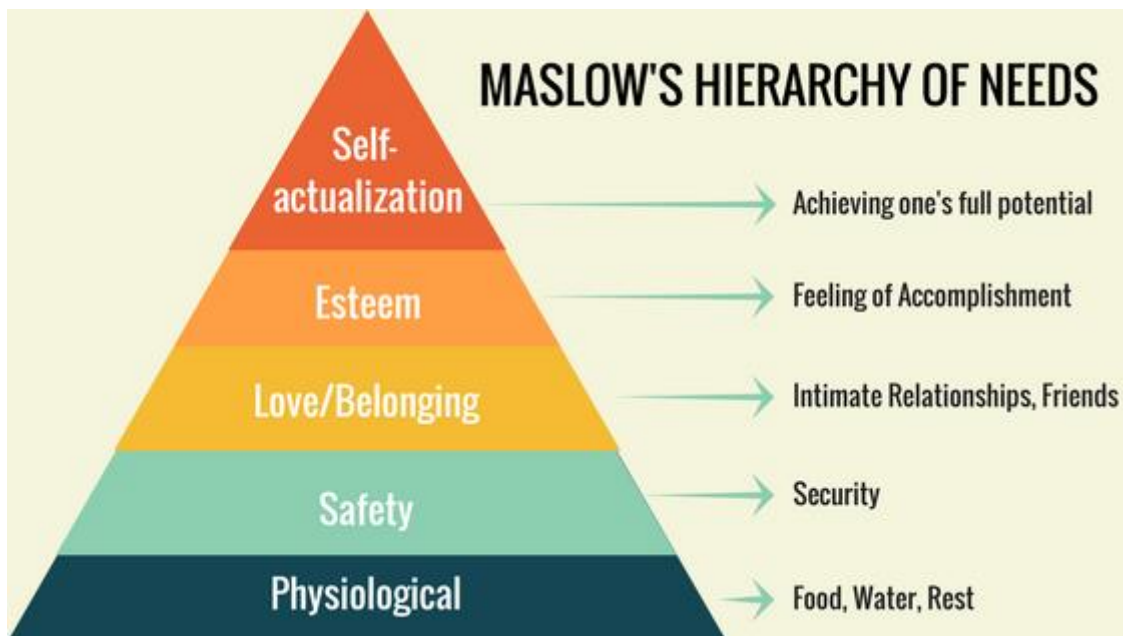 MASLOW'S HIERARCHY OF NEEDS
Self-
actualization
Achieving one's full potential
Esteem
Feeling of Accomplishment
Love/Belonging
Intimate Relationships, Friends
Safety
Security
Physiological
Food, Water, Rest